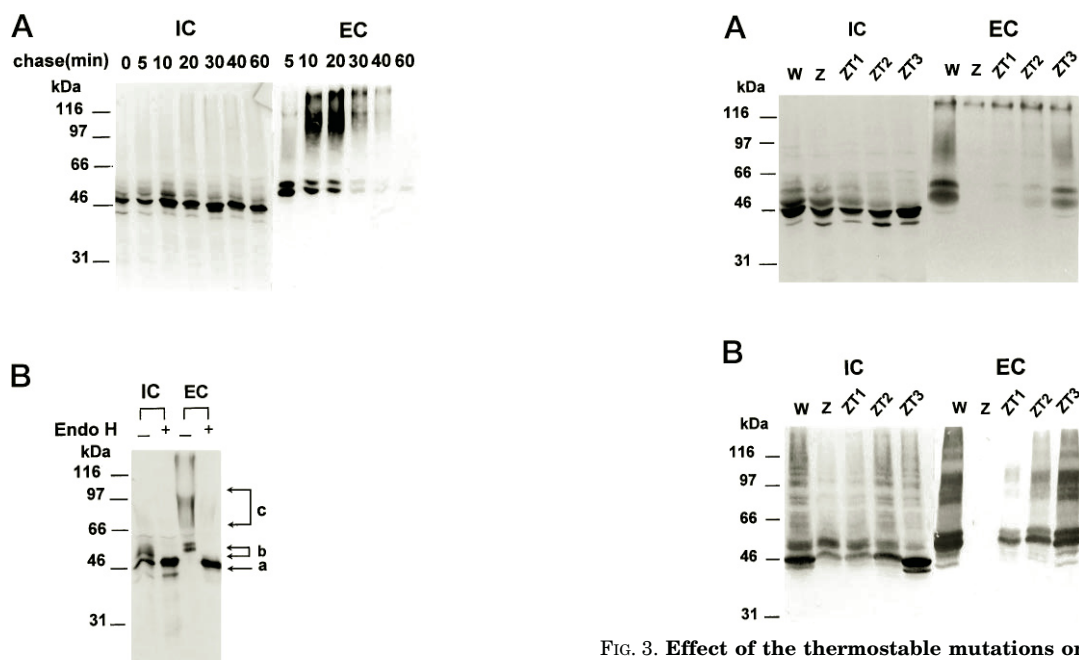 A
IC EC
chase(min) 0 5 10 20 30 40 60 5 10 20 30 40 60
kDa
116
97
66
46
31
B
IC EC
Endo H − + − +
kDa
116
97
66
46
31
c
b
a
A
IC EC
W Z ZT1 ZT2 ZT3 W Z ZT1 ZT2 ZT3
kDa
116
97
66
46
31
B
IC EC
W Z ZT1 ZT2 ZT3 W Z ZT1 ZT2 ZT3
kDa
116
97
66
46
31
FIG. 3. Effect of the thermostable mutations on